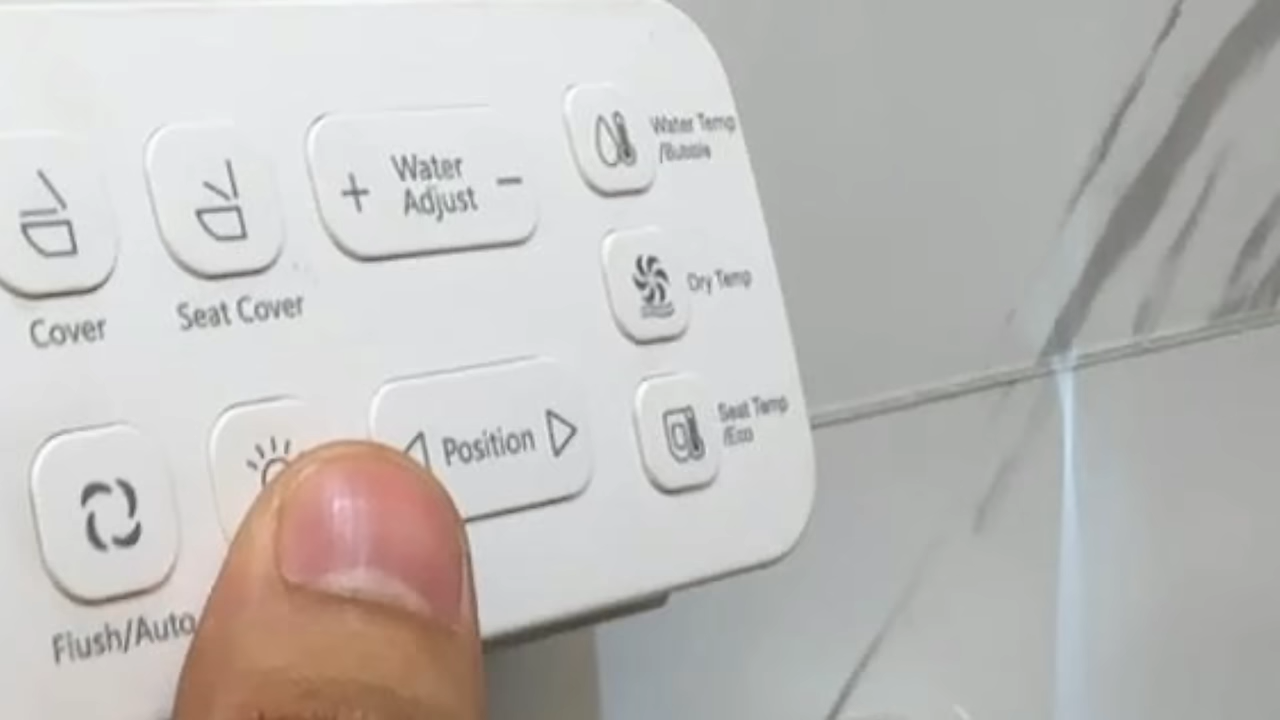 + Water Adjust −
Water Temp
/Bubble
Dry Temp
Cover
Seat Cover
Position
Seat Temp
/Eco
Flush/Auto